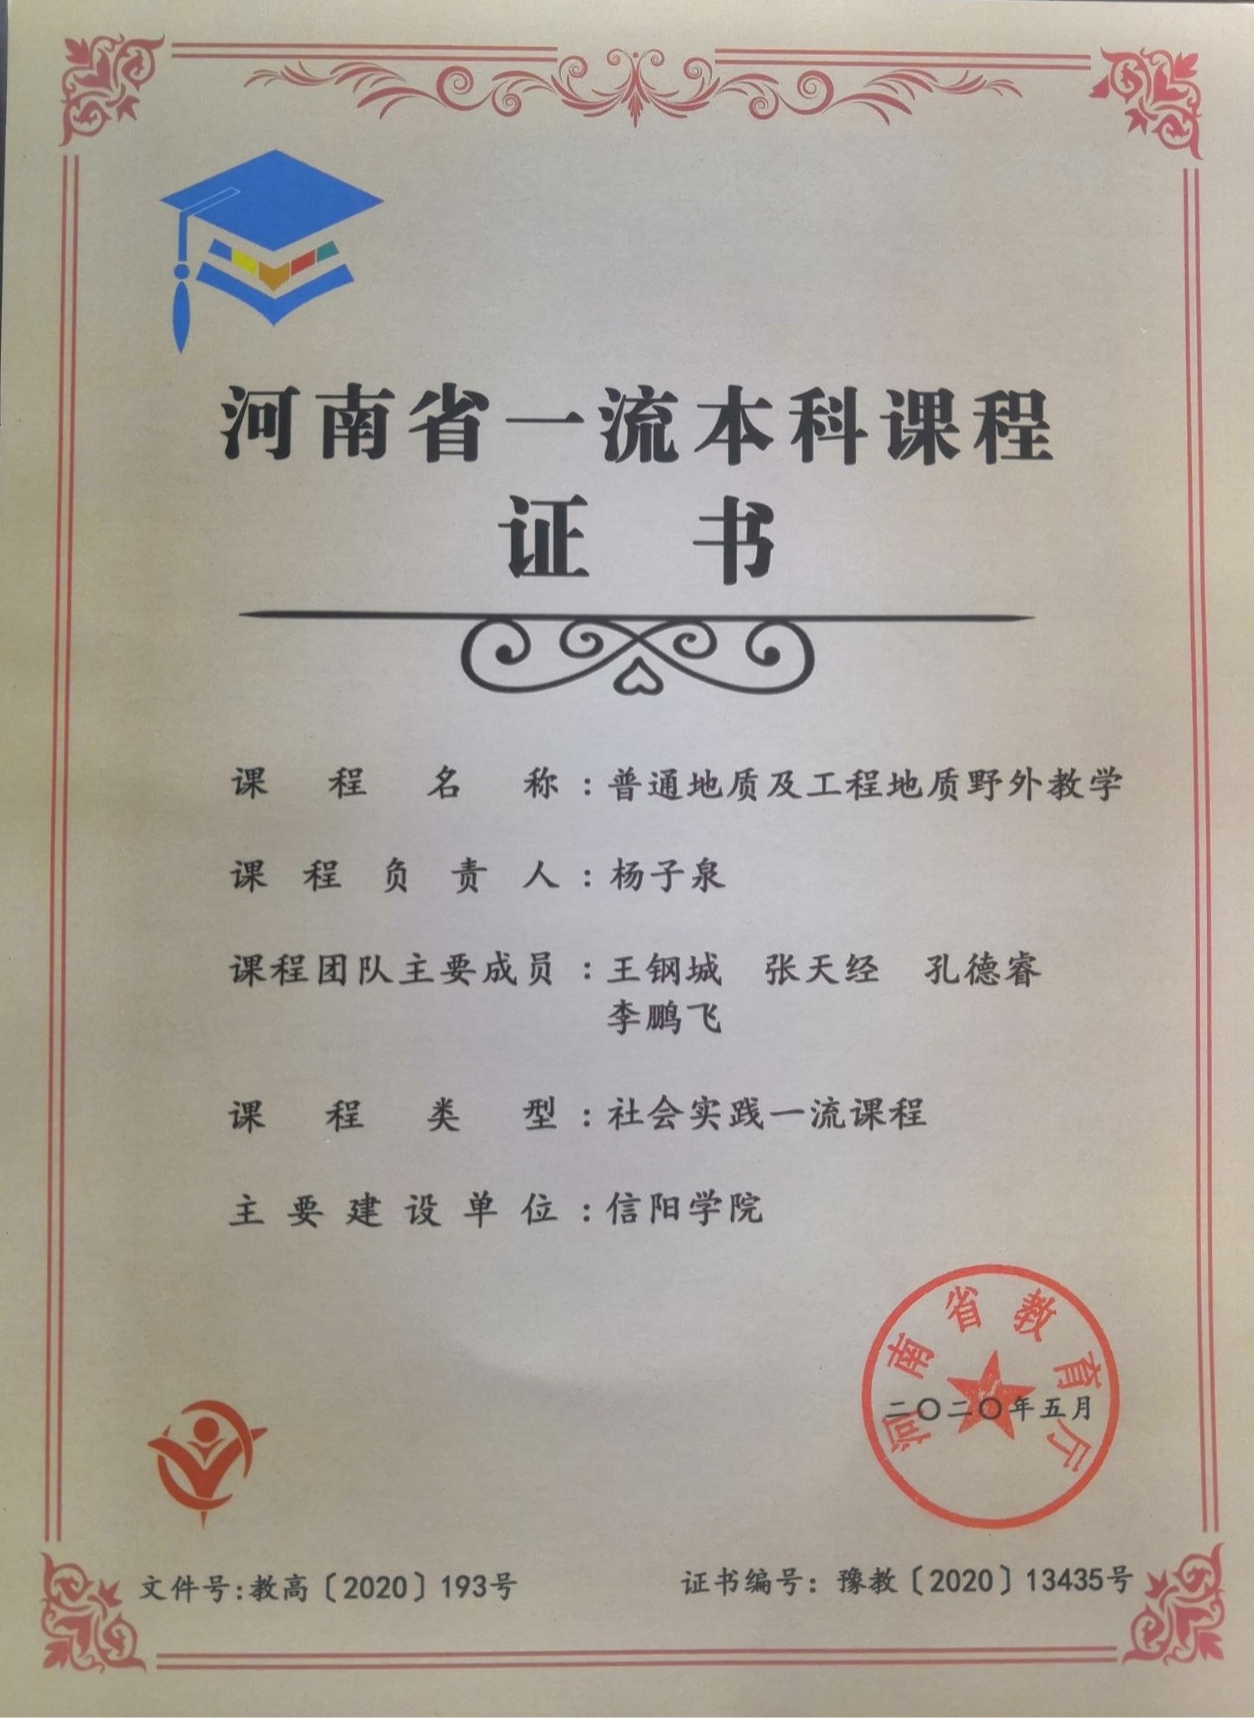 河南省一流本科课程
证书
课程名称：普通地质及工程地质野外教学
课程负责人：杨子泉
课程团队主要成员：王钢城 张天经 孔德睿
李鹏飞
课程类型：社会实践一流课程
主要建设单位：信阳学院
河南省教育厅
二〇二〇年五月
文件号：教高〔2020〕193号
证书编号：豫教〔2020〕13435号